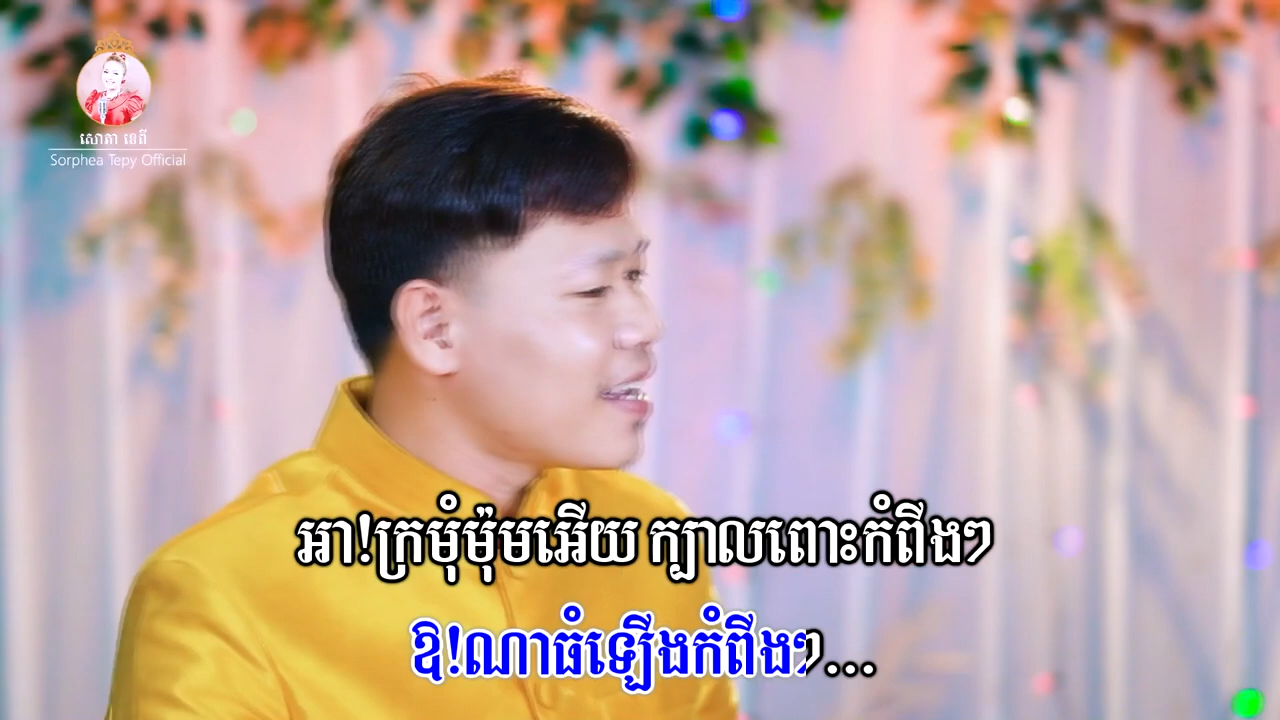 សោភា ទេពី
Sorphea Tepy Official
អា!ក្រមុំម៉ុមអើយ ក្បាលពោះកំពីងៗ
ឱ!ណាធំឡើងកំពីងៗ...